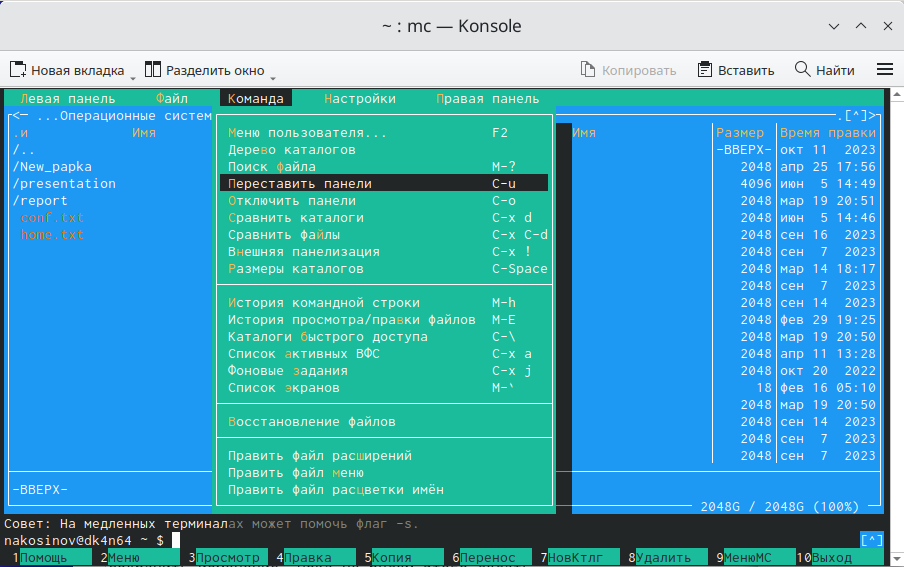 ~ : mc — Konsole
Новая вкладка Разделить окно Копировать Вставить Найти
Левая панель Файл Команда Настройки Правая панель
<— ...Операционные систем .[^]>
.и Имя Имя Размер Время правки
Меню пользователя... F2
/.. Дерево каталогов -ВВЕРХ- окт 11 2023
/New_papka Поиск файла M-? 2048 апр 25 17:56
/presentation Переставить панели C-u 4096 июн 5 14:49
/report Отключить панели C-o 2048 мар 19 20:51
conf.txt Сравнить каталоги C-x d 2048 июн 5 14:46
home.txt Сравнить файлы C-x C-d 2048 сен 16 2023
Внешняя панелизация C-x ! 2048 сен 7 2023
Размеры каталогов C-Space 2048 мар 14 18:17
2048 сен 7 2023
История командной строки M-h 2048 сен 14 2023
История просмотра/правки файлов M-E 2048 фев 29 19:25
Каталоги быстрого доступа C-\ 2048 мар 19 20:50
Список активных ВФС C-x a 2048 апр 11 13:28
Фоновые задания C-x j 2048 окт 20 2022
Список экранов M-` 18 фев 16 05:10
2048 мар 19 20:50
Восстановление файлов 2048 сен 14 2023
2048 сен 7 2023
Править файл расширений 2048 сен 7 2023
Править файл меню
-ВВЕРХ- Править файл расцветки имён
2048G / 2048G (100%)
Совет: На медленных терминалах может помочь флаг -s.
nakosinov@dk4n64 ~ $ [^]
1Помощь 2Меню 3Просмотр 4Правка 5Копия 6Перенос 7НовКтлг 8Удалить 9МенюМС 10Выход